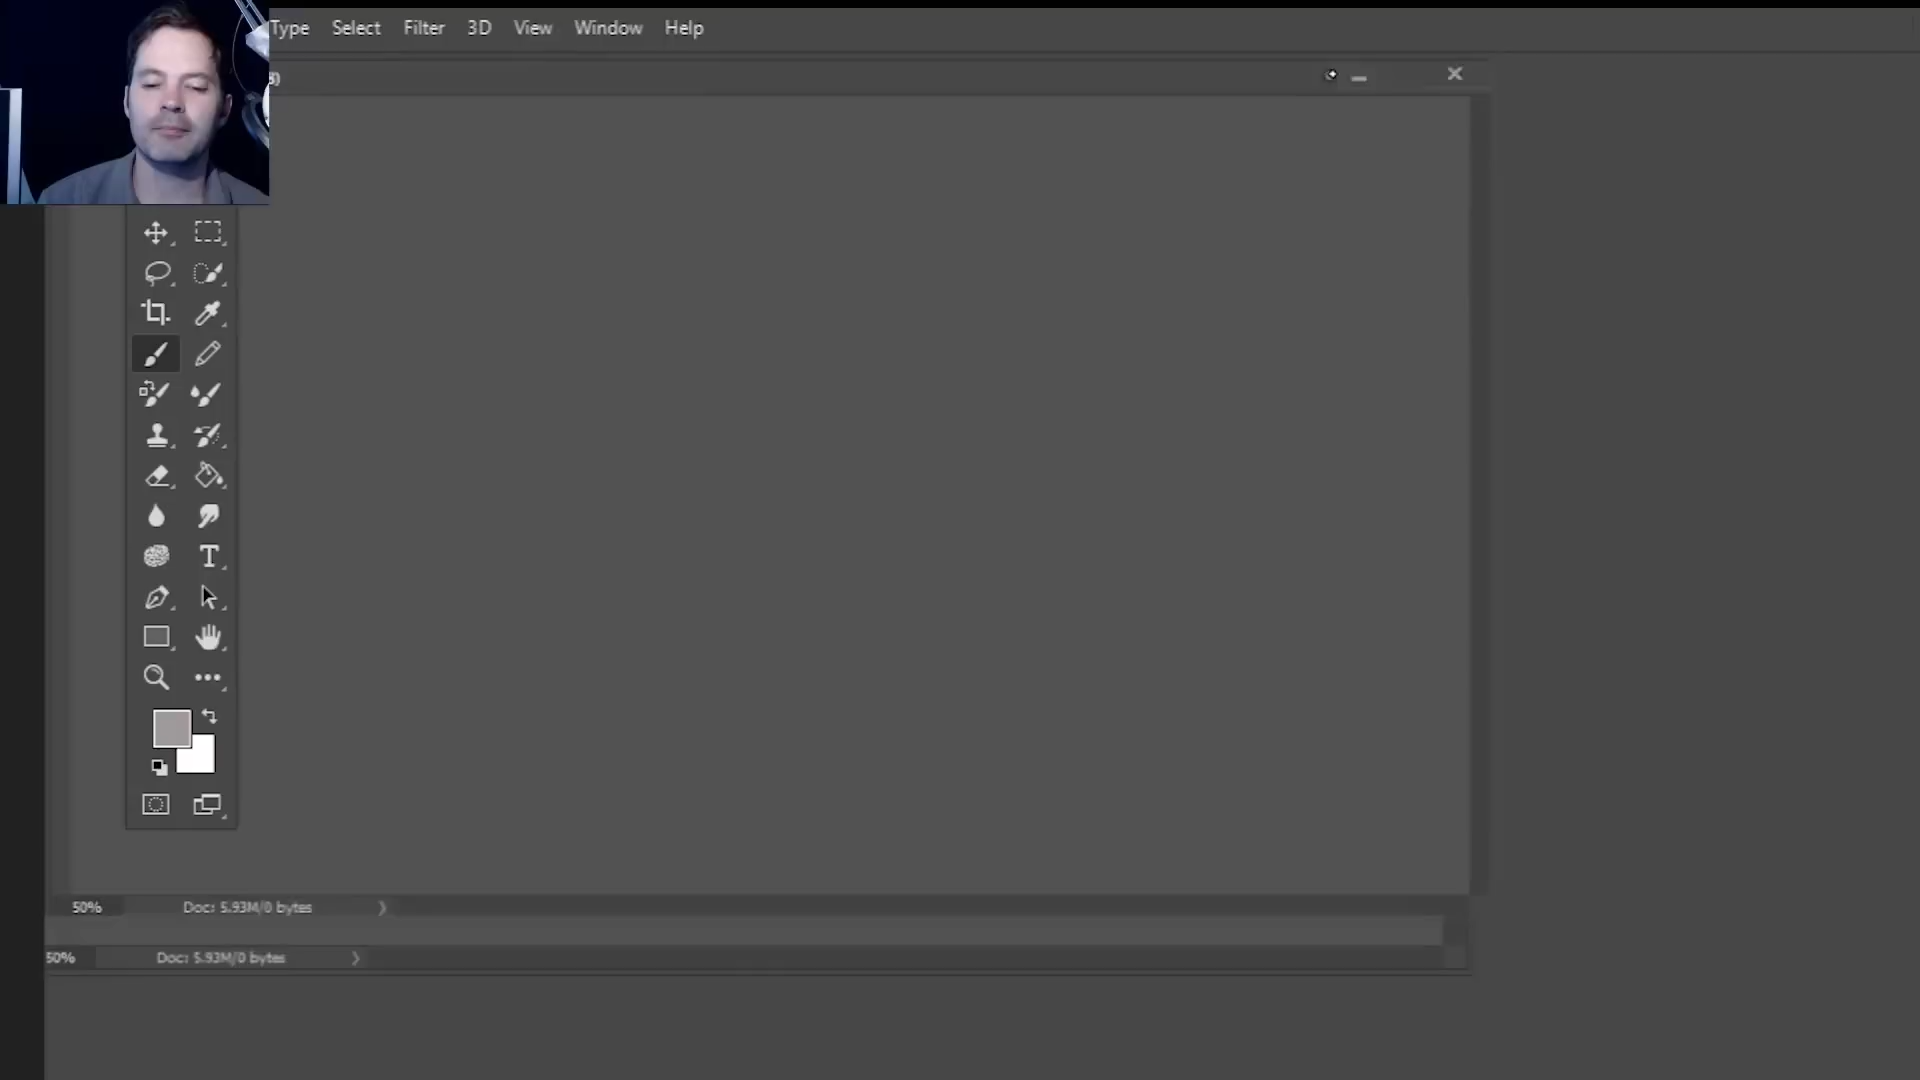 Type Select Filter 3D View Window Help
50% Doc: 5.93M/0 bytes
50% Doc: 5.93M/0 bytes